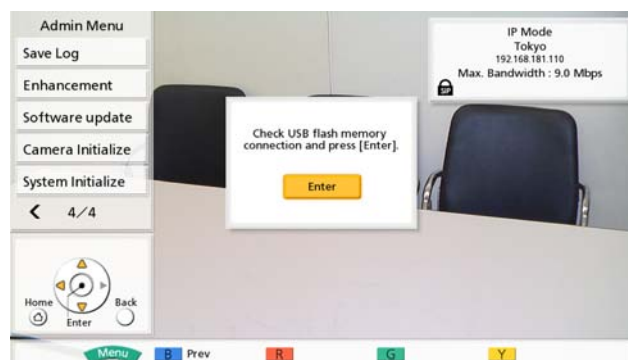 Admin Menu
Save Log
Enhancement
Software update
Camera Initialize
System Initialize
4/4
Home
Enter
Back
IP Mode
Tokyo
192.168.181.110
Max. Bandwidth : 9.0 Mbps
SIP
Check USB flash memory
connection and press [Enter].
Enter
Menu
B Prev
R
G
Y